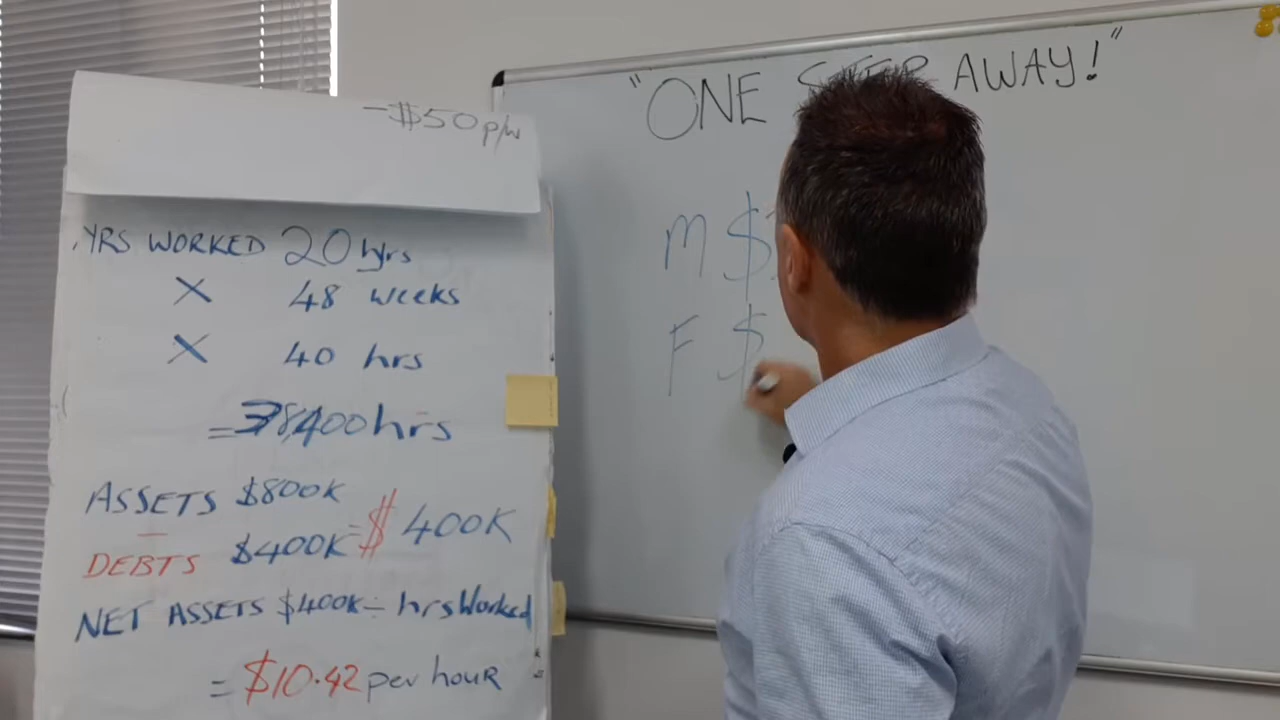 -$50 p/w
YRS WORKED 20 yrs
X 48 weeks
X 40 hrs
= 38,400 hrs
ASSETS $800K
-
DEBTS $400K = $400K
NET ASSETS $400K ÷ hrs Worked
= $10.42 per hour
"ONE STEP AWAY!"
M $
F $